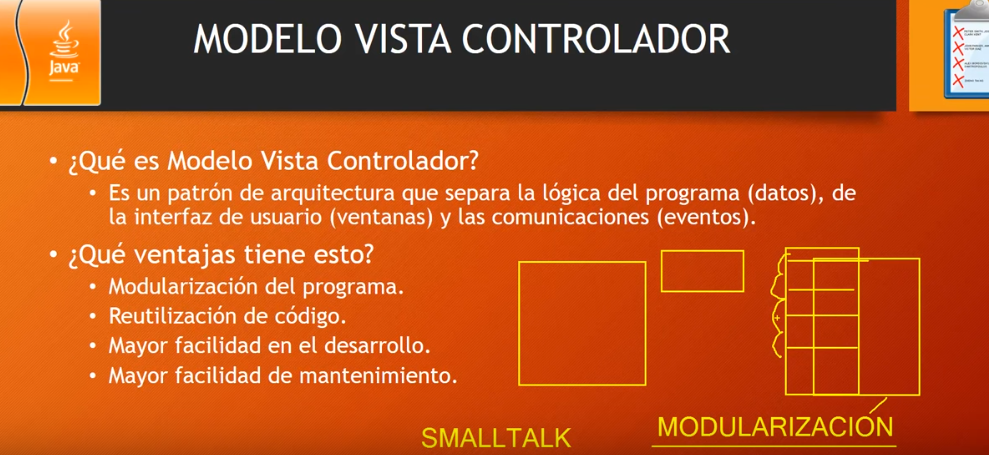 Java
MODELO VISTA CONTROLADOR
• ¿Qué es Modelo Vista Controlador?
• Es un patrón de arquitectura que separa la lógica del programa (datos), de
la interfaz de usuario (ventanas) y las comunicaciones (eventos).
• ¿Qué ventajas tiene esto?
• Modularización del programa.
• Reutilización de código.
• Mayor facilidad en el desarrollo.
• Mayor facilidad de mantenimiento.
SMALLTALK
MODULARIZACION